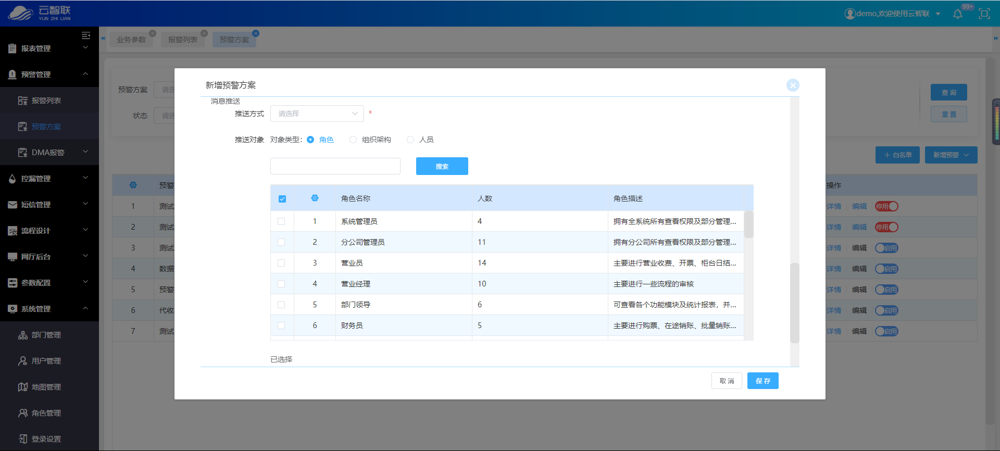 云智联
YUN ZHI LIAN
demo,欢迎使用云智联
99+
业务参数
报警列表
预警方案
报表管理
预警管理
报警列表
预警方案
DMA报警
控漏管理
短信管理
流程设计
网厅后台
参数配置
系统管理
部门管理
用户管理
地图管理
角色管理
登录设置
预警方案 请选
状态 请选
查询
重置
白名单 新增预警
预警 操作
1 测试 详情 编辑 停用
2 测试 详情 编辑 停用
3 测试 详情 编辑 启用
4 数据 详情 编辑 启用
5 预警 详情 编辑 启用
6 代收 详情 编辑 启用
7 测试 详情 编辑 启用
新增预警方案
消息推送
推送方式 请选择 *
推送对象 对象类型: 角色 组织架构 人员
搜索
角色名称 人数 角色描述
1 系统管理员 4 拥有全系统所有查看权限及部分管理...
2 分公司管理员 11 拥有分公司所有查看权限及部分管理...
3 营业员 14 主要进行营业收费、开票、柜台日结...
4 营业经理 10 主要进行一些流程的审核
5 部门领导 6 可查看各个功能模块及统计报表，并...
6 财务员 5 主要进行购票、在途销账、批量销账...
已选择
取消 保存